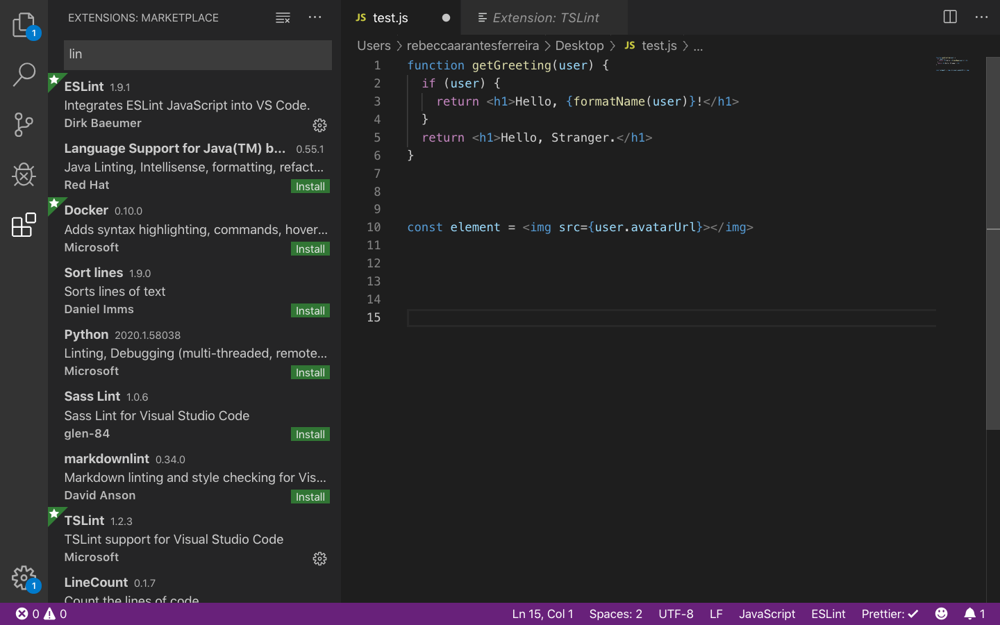 1
EXTENSIONS: MARKETPLACE
lin
ESLint 1.9.1
Integrates ESLint JavaScript into VS Code.
Dirk Baeumer
Language Support for Java(TM) b... 0.55.1
Java Linting, Intellisense, formatting, refact...
Red Hat Install
Docker 0.10.0
Adds syntax highlighting, commands, hover...
Microsoft Install
Sort lines 1.9.0
Sorts lines of text
Daniel Imms Install
Python 2020.1.58038
Linting, Debugging (multi-threaded, remote...
Microsoft Install
Sass Lint 1.0.6
Sass Lint for Visual Studio Code
glen-84 Install
markdownlint 0.34.0
Markdown linting and style checking for Vis...
David Anson Install
TSLint 1.2.3
TSLint support for Visual Studio Code
Microsoft
LineCount 0.1.7
Count the lines of code
1
JS test.js
Extension: TSLint
Users > rebeccaarantesferreira > Desktop > JS test.js > ...
1 function getGreeting(user) {
2 if (user) {
3 return <h1>Hello, {formatName(user)}!</h1>
4 }
5 return <h1>Hello, Stranger.</h1>
6 }
7
8
9
10 const element = <img src={user.avatarUrl}></img>
11
12
13
14
15
0 0 Ln 15, Col 1 Spaces: 2 UTF-8 LF JavaScript ESLint Prettier: ✓ 1